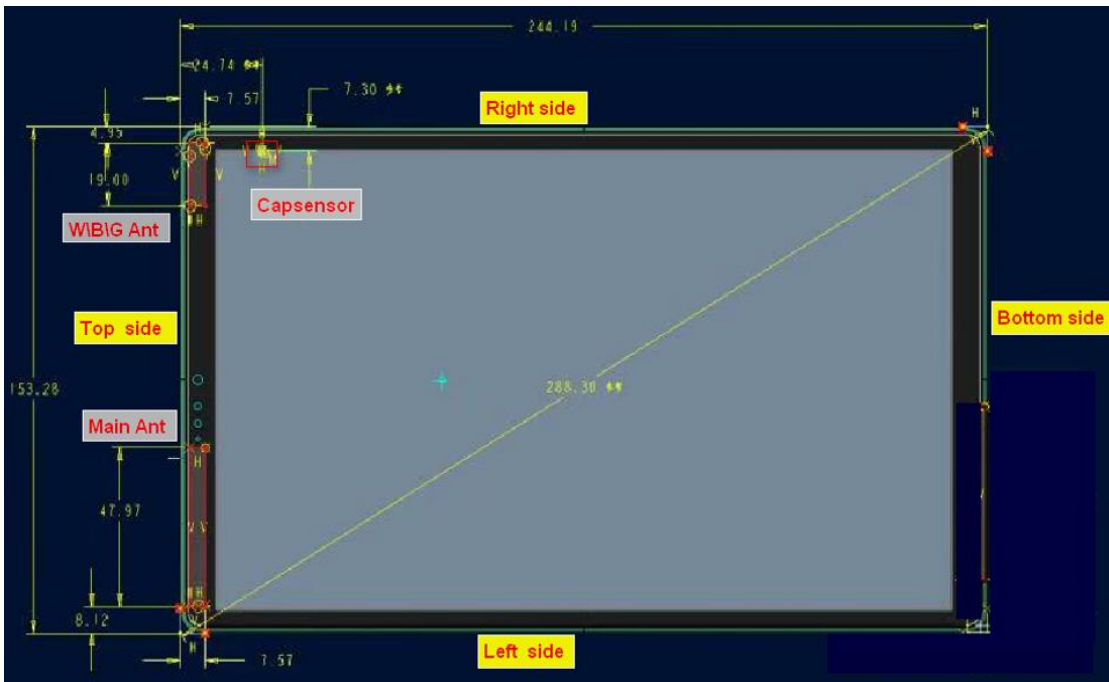 244.19
24.74 **
7.30 **
7.57
Right side
H
4.95
H
V
V
V
19.00
Capsensor
H
W\B\G Ant
Top side
Bottom side
153.28
288.30 **
Main Ant
H
47.97
V V
H
8.12
H
Left side
7.57